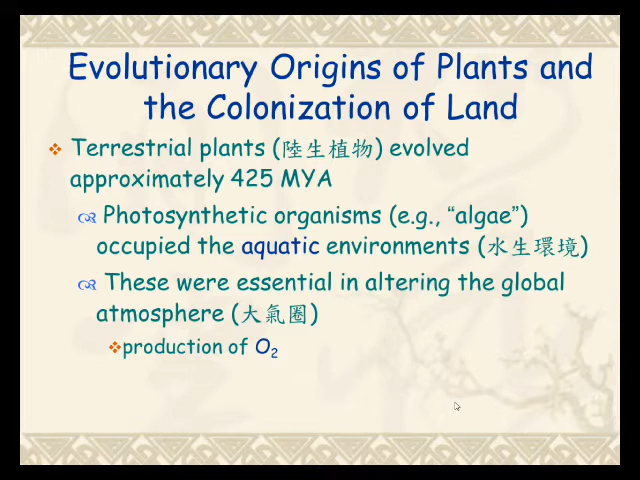 Evolutionary Origins of Plants and
the Colonization of Land
Terrestrial plants (陸生植物) evolved
approximately 425 MYA
Photosynthetic organisms (e.g., “algae”)
occupied the aquatic environments (水生環境)
These were essential in altering the global
atmosphere (大氣圈)
production of O₂